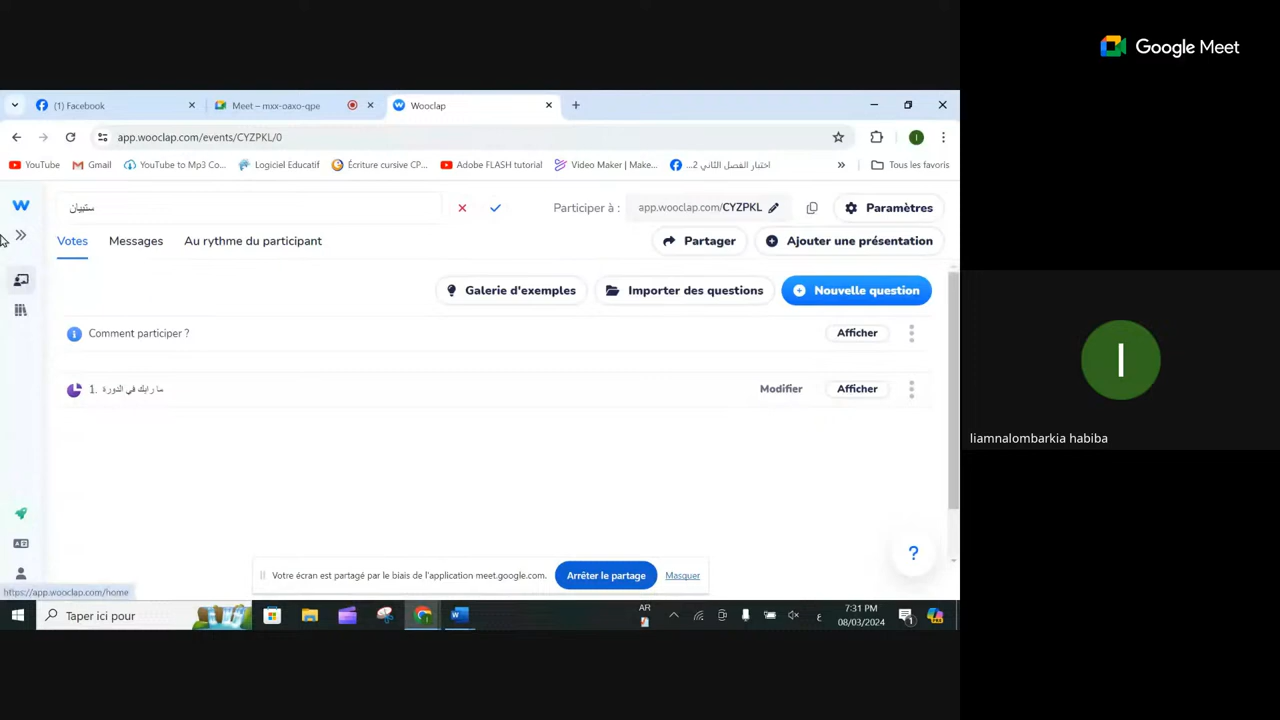 Google Meet
(1) Facebook
Meet – mxx-oaxo-qpe
Wooclap
app.wooclap.com/events/CYZPKL/0
YouTube
Gmail
YouTube to Mp3 Co...
Logiciel Educatif
Écriture cursive CP...
Adobe FLASH tutorial
Video Maker | Make...
اختبار الفصل الثاني 2...
»
Tous les favoris
ستبيان
Participer à :
app.wooclap.com/CYZPKL
Paramètres
Votes
Messages
Au rythme du participant
Partager
Ajouter une présentation
Galerie d'exemples
Importer des questions
Nouvelle question
Comment participer ?
Afficher
1. ما رايك في الدورة
Modifier
Afficher
liamnalombarkia habiba
I
?
Votre écran est partagé par le biais de l'application meet.google.com.
Arrêter le partage
Masquer
https://app.wooclap.com/home
Taper ici pour
AR
ع
7:31 PM
08/03/2024
1